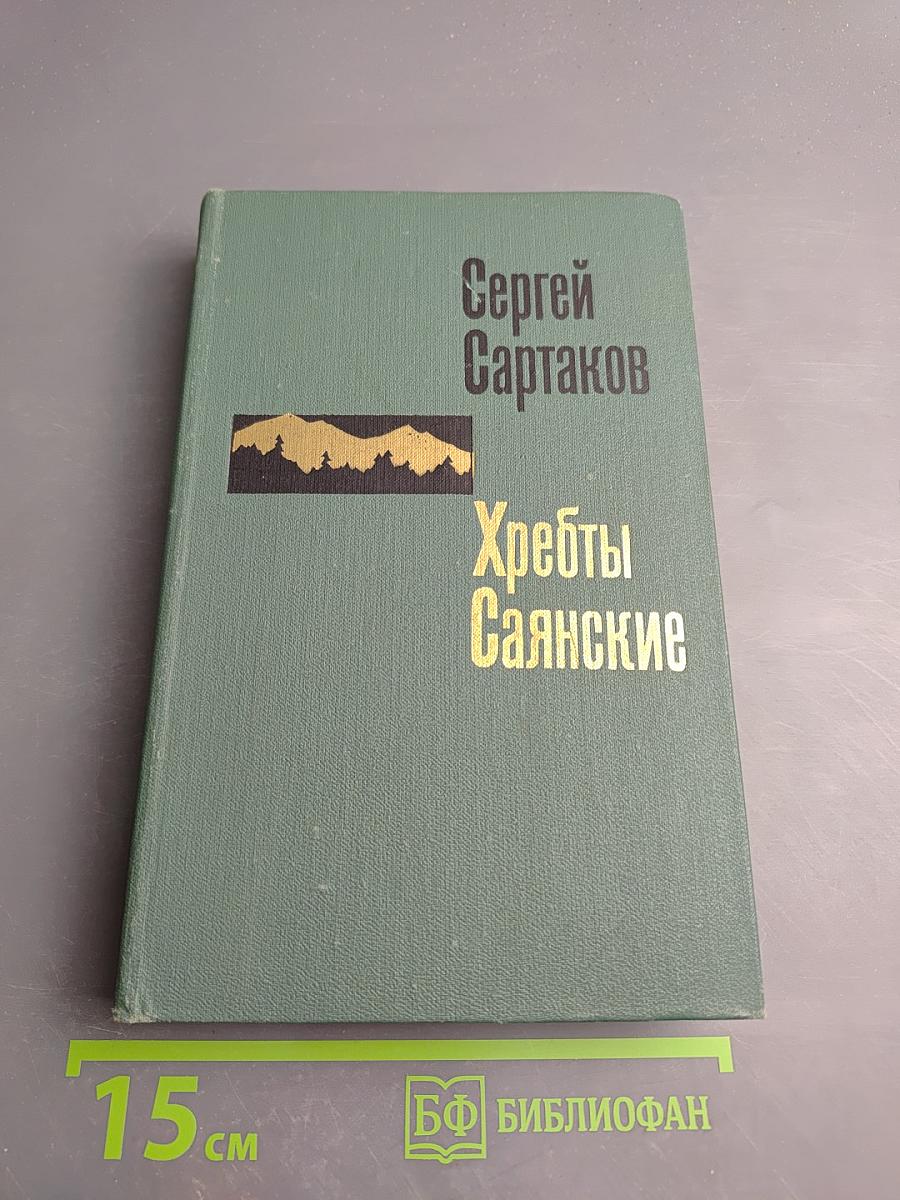 Сергей
Сартаков
Хребты
Саянские
15 см
БФ БИБЛИОФАН